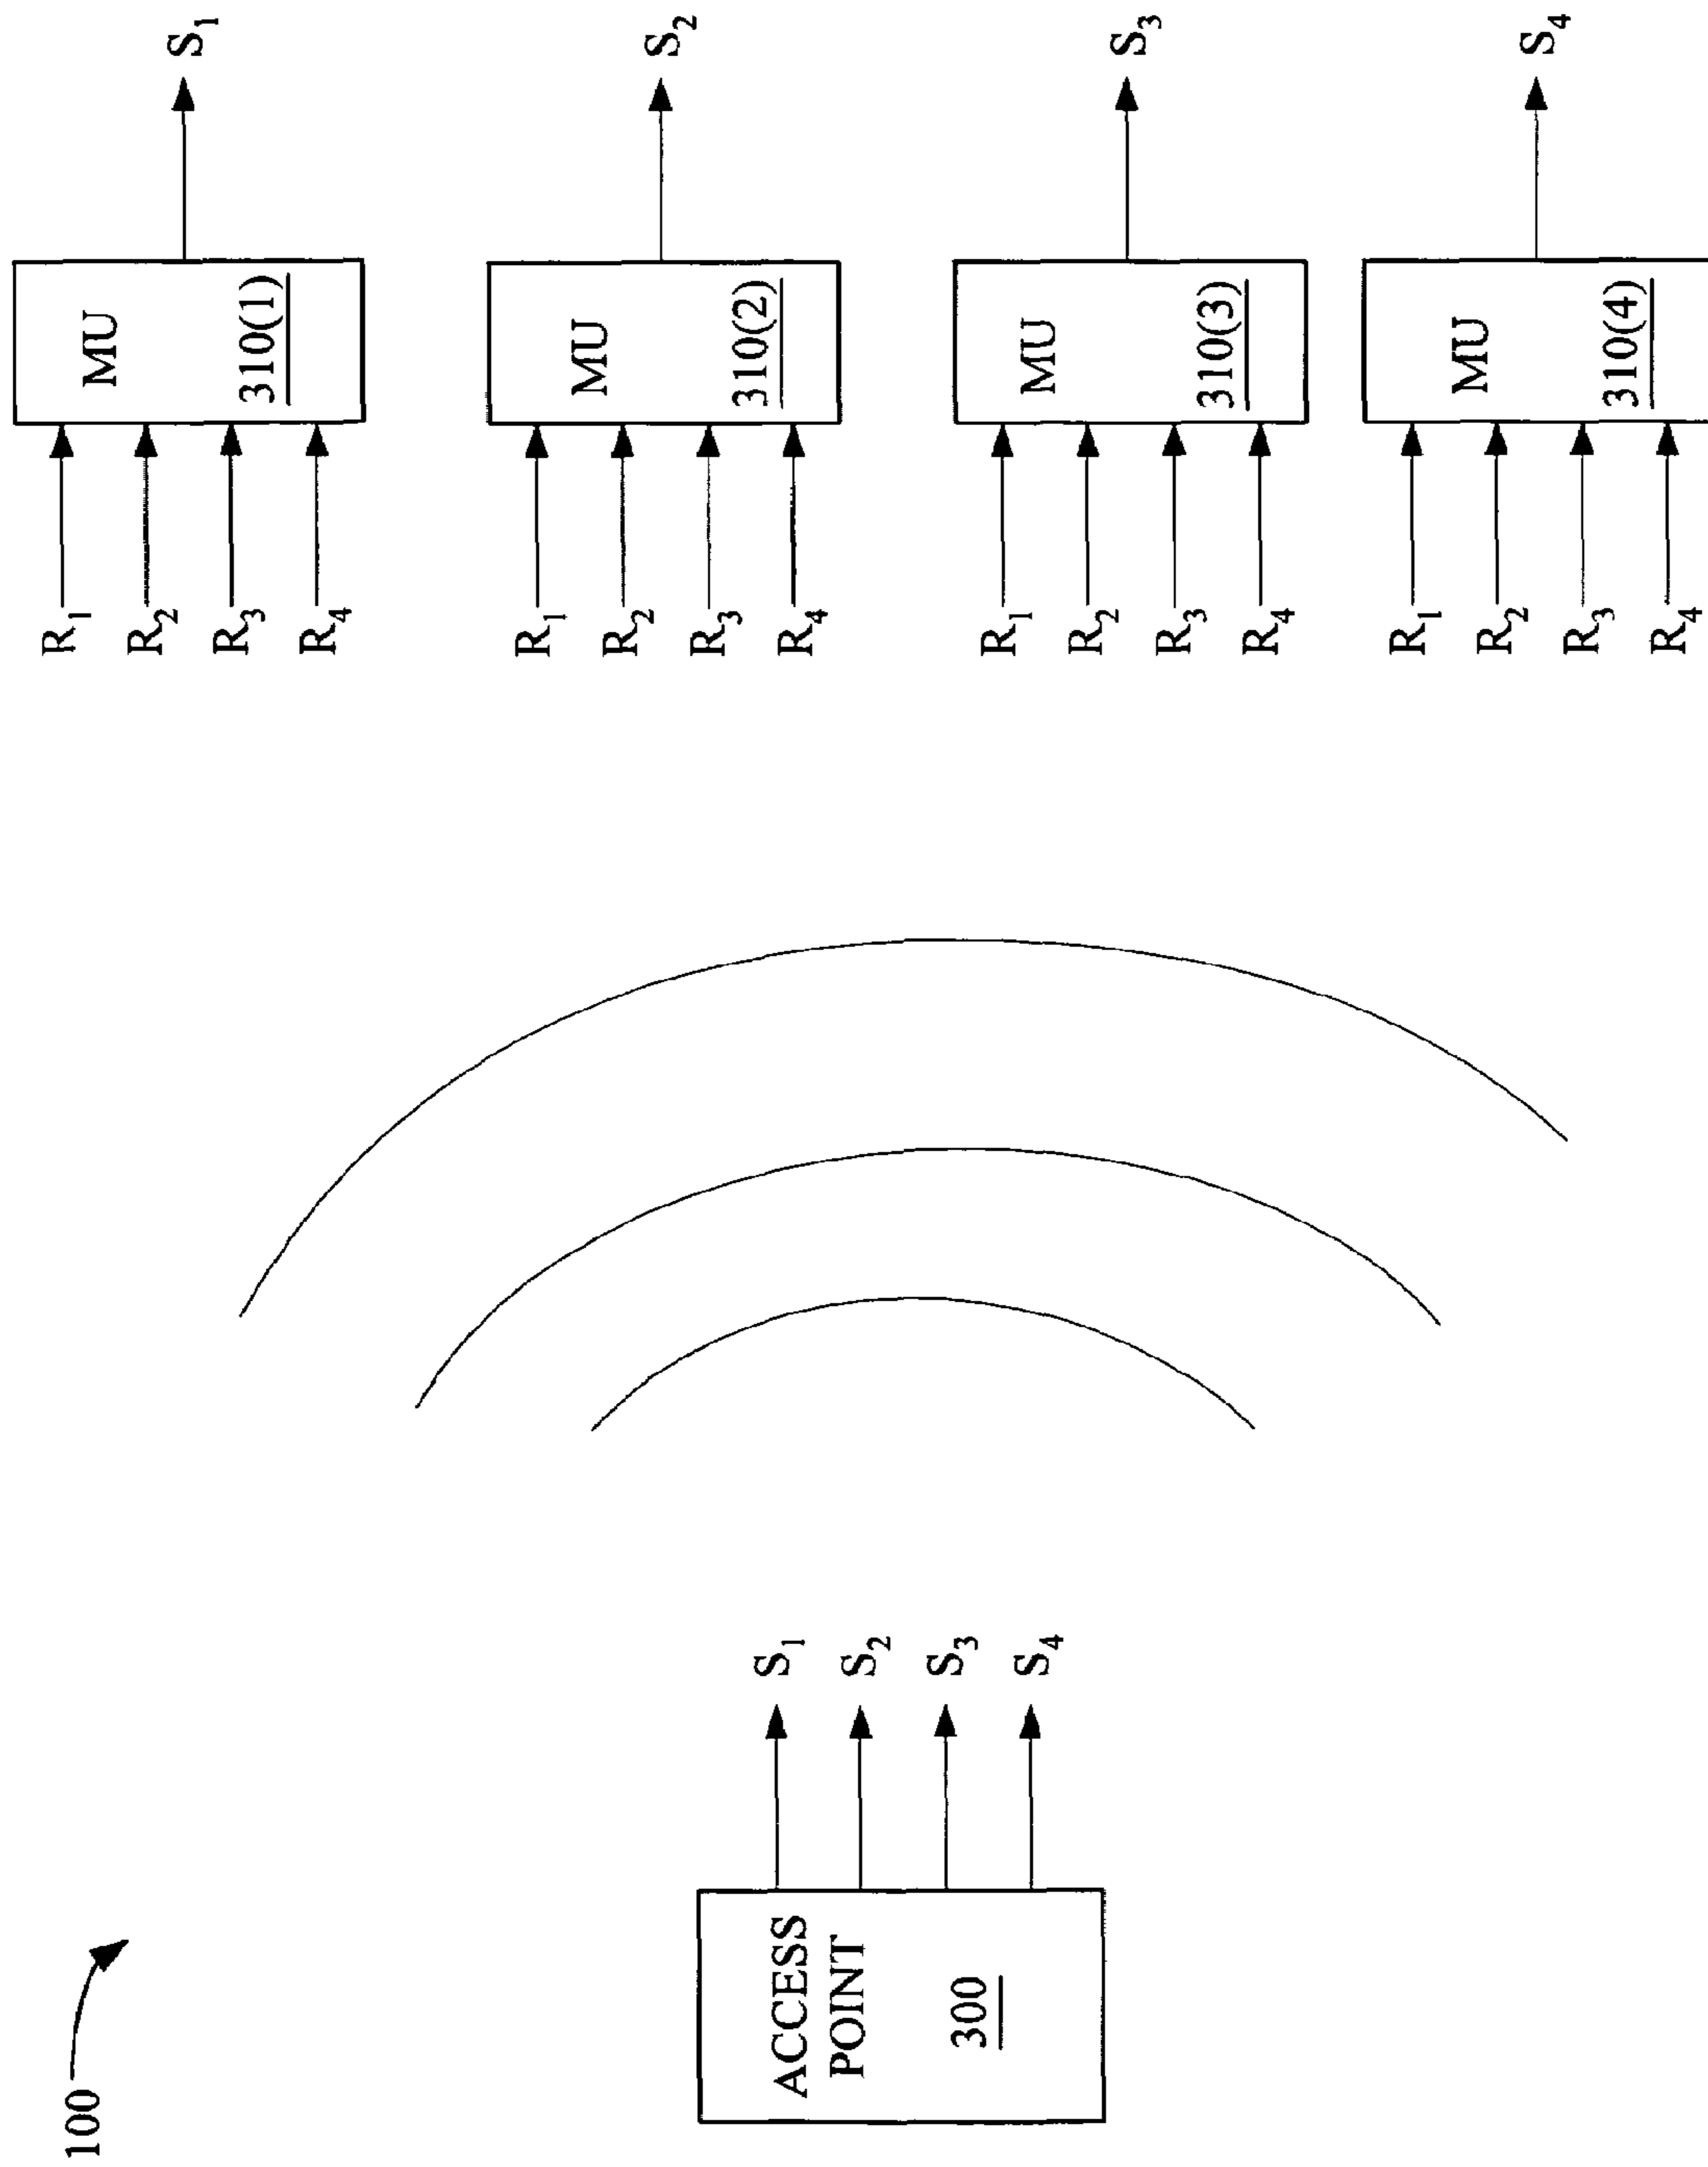 100
ACCESS
POINT
300
S₁
S₂
S₃
S₄
R₁
R₂
R₃
R₄
MU
310(1)
S₁
R₁
R₂
R₃
R₄
MU
310(2)
S₂
R₁
R₂
R₃
R₄
MU
310(3)
S₃
R₁
R₂
R₃
R₄
MU
310(4)
S₄